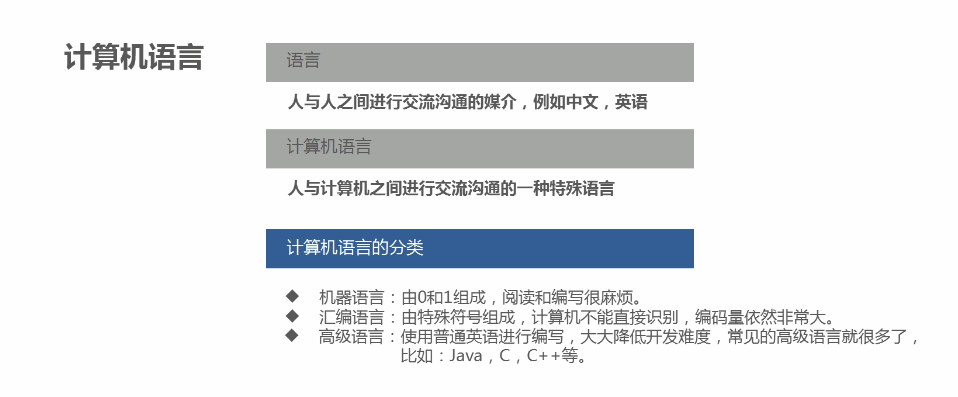 计算机语言
语言
人与人之间进行交流沟通的媒介，例如中文，英语
计算机语言
人与计算机之间进行交流沟通的一种特殊语言
计算机语言的分类
◆ 机器语言：由0和1组成，阅读和编写很麻烦。
◆ 汇编语言：由特殊符号组成，计算机不能直接识别，编码量依然非常大。
◆ 高级语言：使用普通英语进行编写，大大降低开发难度，常见的高级语言就很多了，
比如：Java，C，C++等。